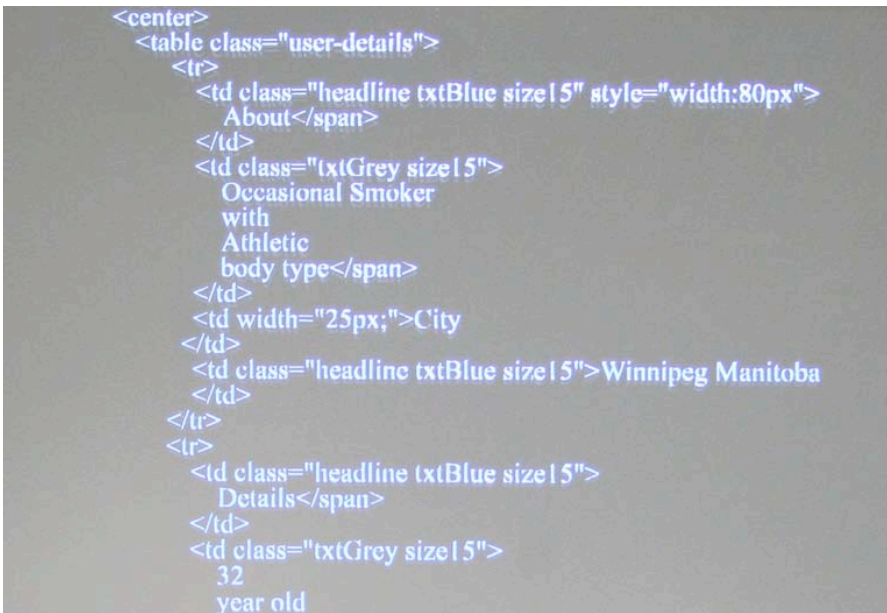 <center>
<table class="user-details">
<tr>
<td class="headline txtBlue size15" style="width:80px">
About</span>
</td>
<td class="txtGrey size15">
Occasional Smoker
with
Athletic
body type</span>
</td>
<td width="25px;">City
</td>
<td class="headline txtBlue size15">Winnipeg Manitoba
</td>
</tr>
<tr>
<td class="headline txtBlue size15">
Details</span>
</td>
<td class="txtGrey size15">
32
year old